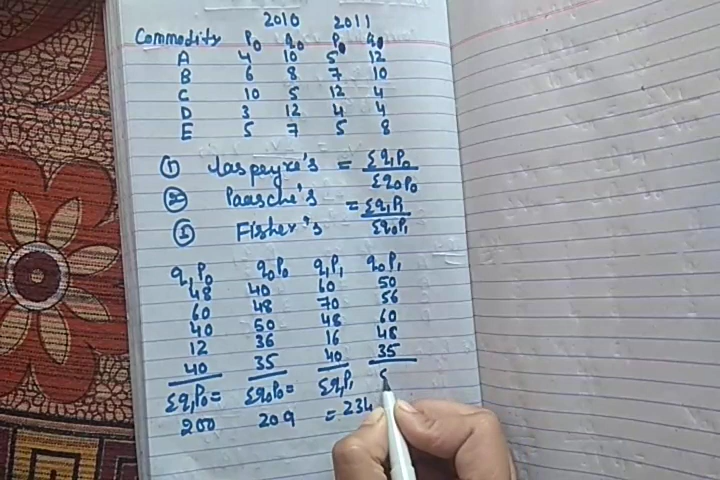 2010 2011
Commodity P0 q0 P0 q0
A 4 10 5 12
B 6 8 7 10
C 10 5 12 4
D 3 12 4 4
E 5 7 5 8
① Laspeyre's = Σq1P0 / Σq0P0
② Paasche's = Σq1P1 / Σq0P1
③ Fisher's
q1P0 q0P0 q1P1 q0P1
48 40 60 50
60 48 70 56
40 50 48 60
12 36 16 48
40 35 40 35
Σq1P0= Σq0P0= Σq1P1
200 209 = 234